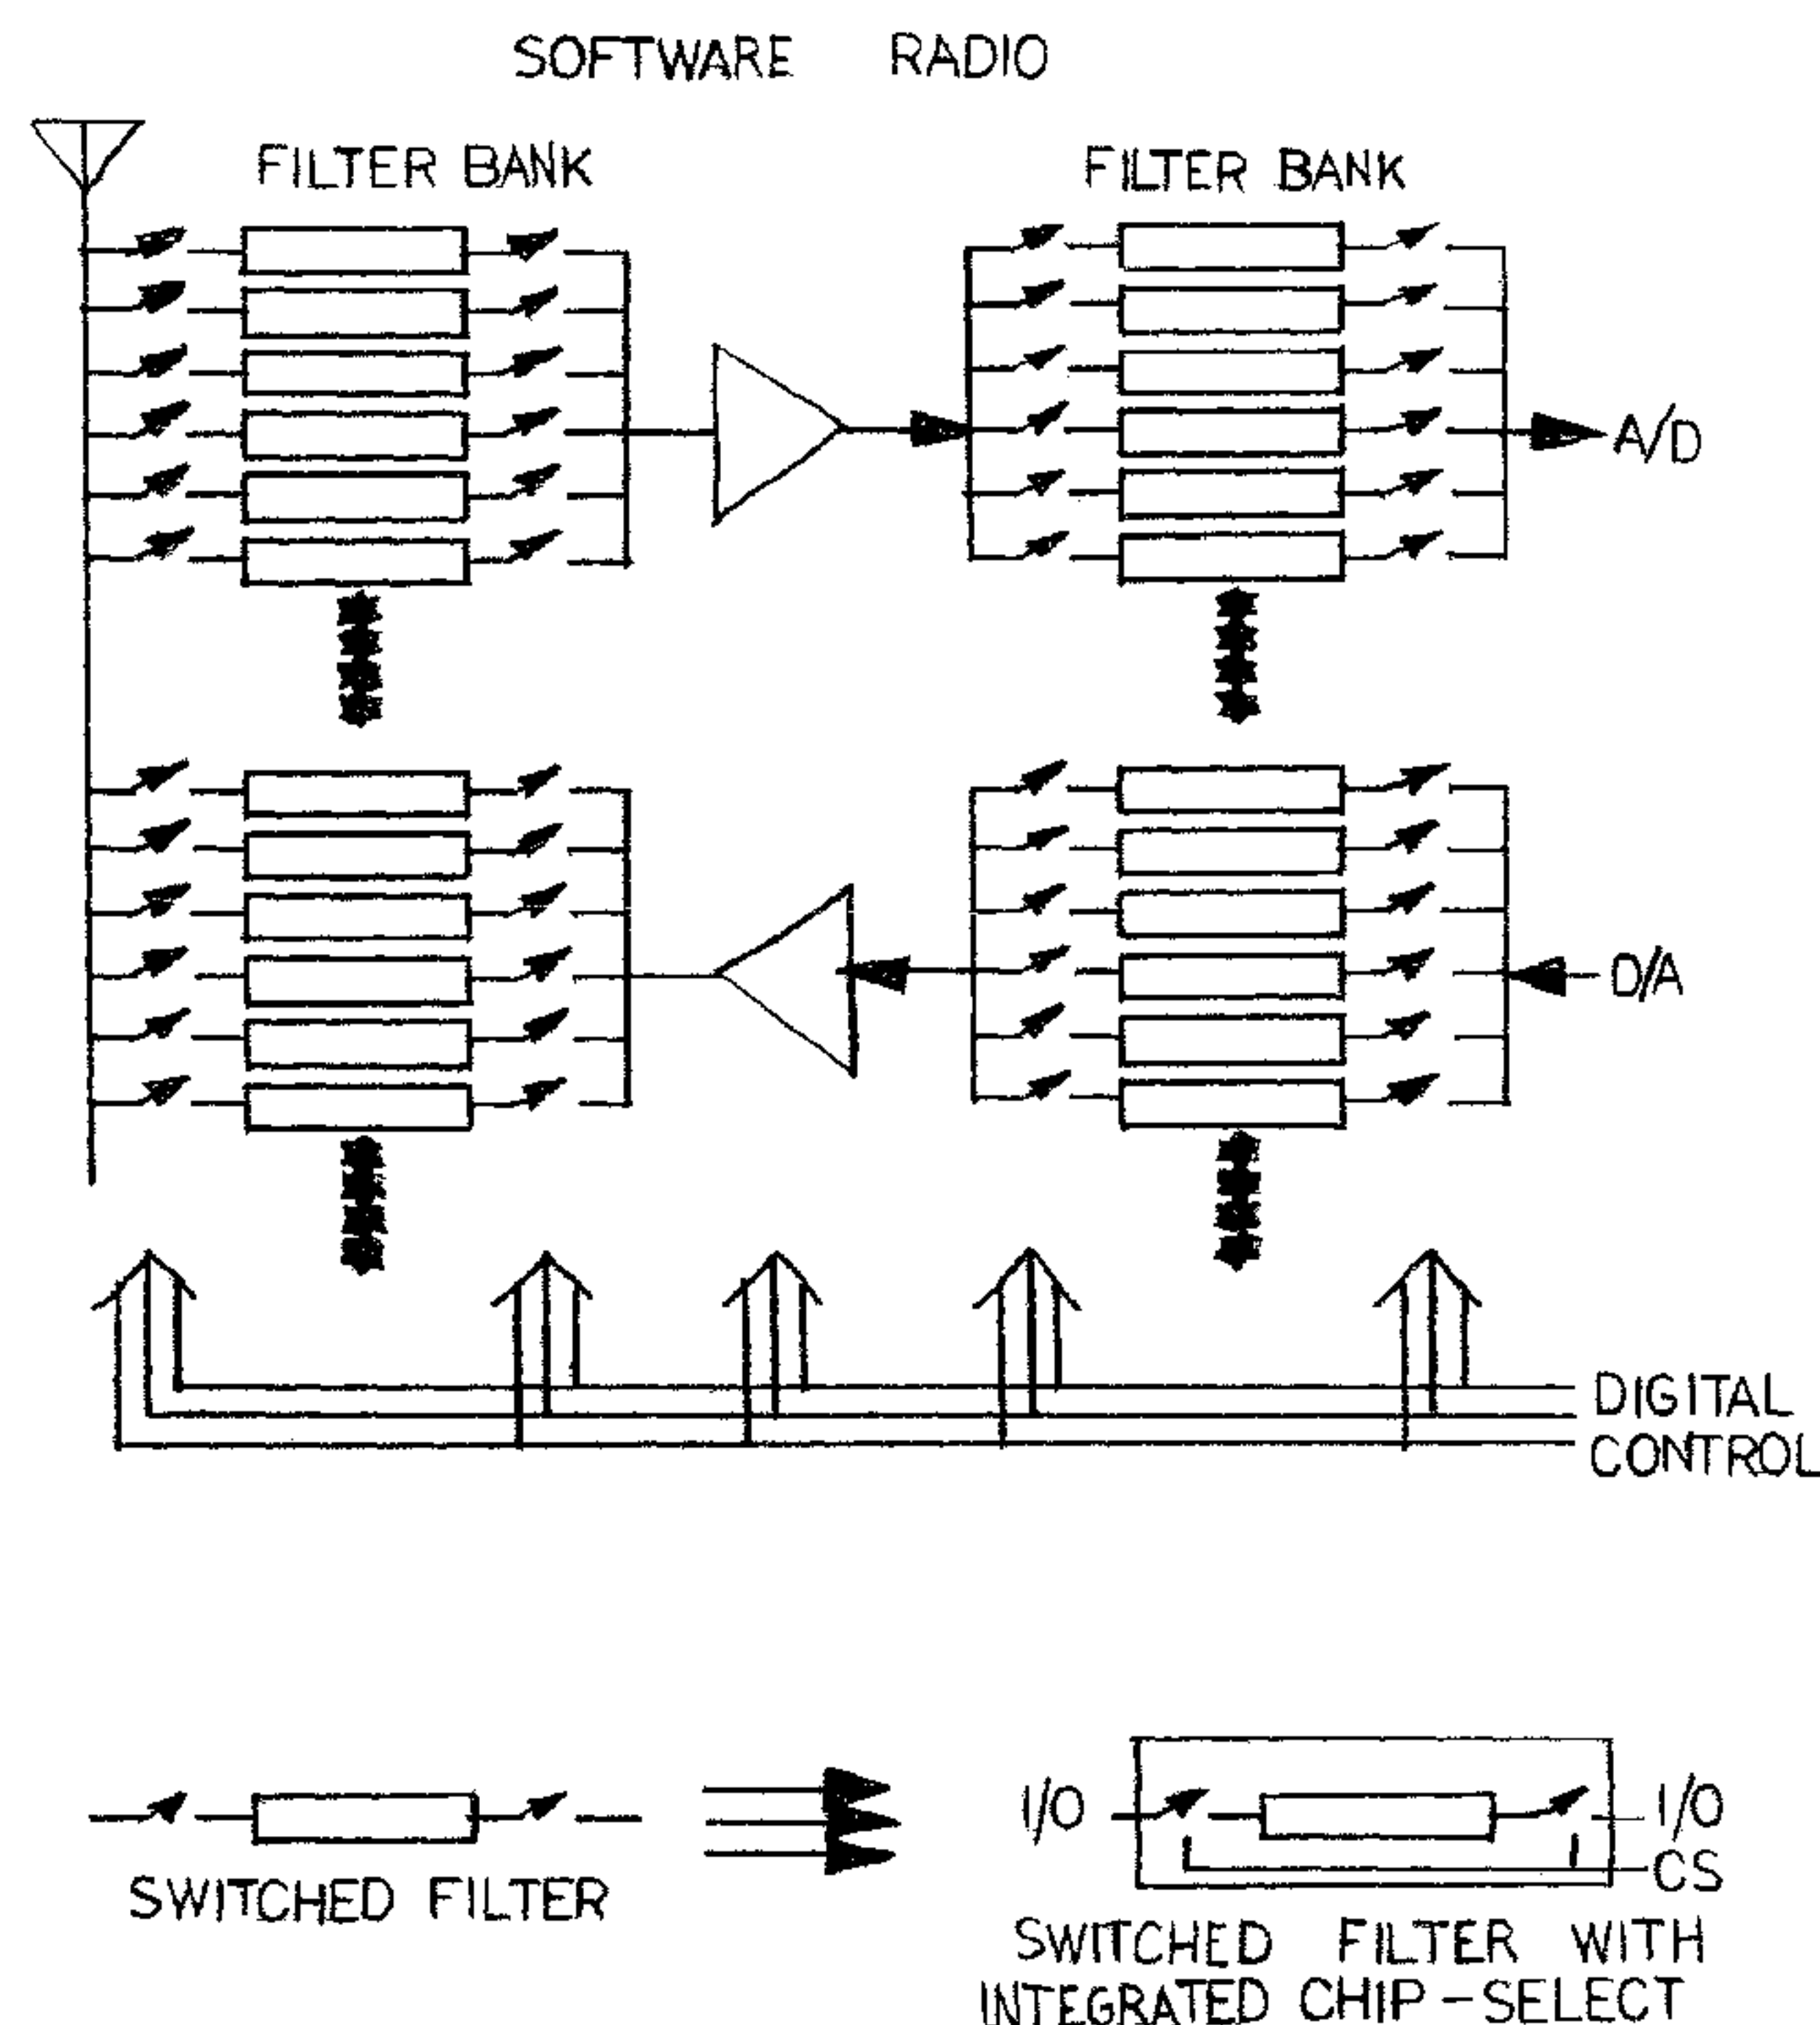 SOFTWARE RADIO
FILTER BANK
FILTER BANK
A/D
D/A
DIGITAL
CONTROL
SWITCHED FILTER
I/O
I/O
CS
SWITCHED FILTER WITH
INTEGRATED CHIP-SELECT